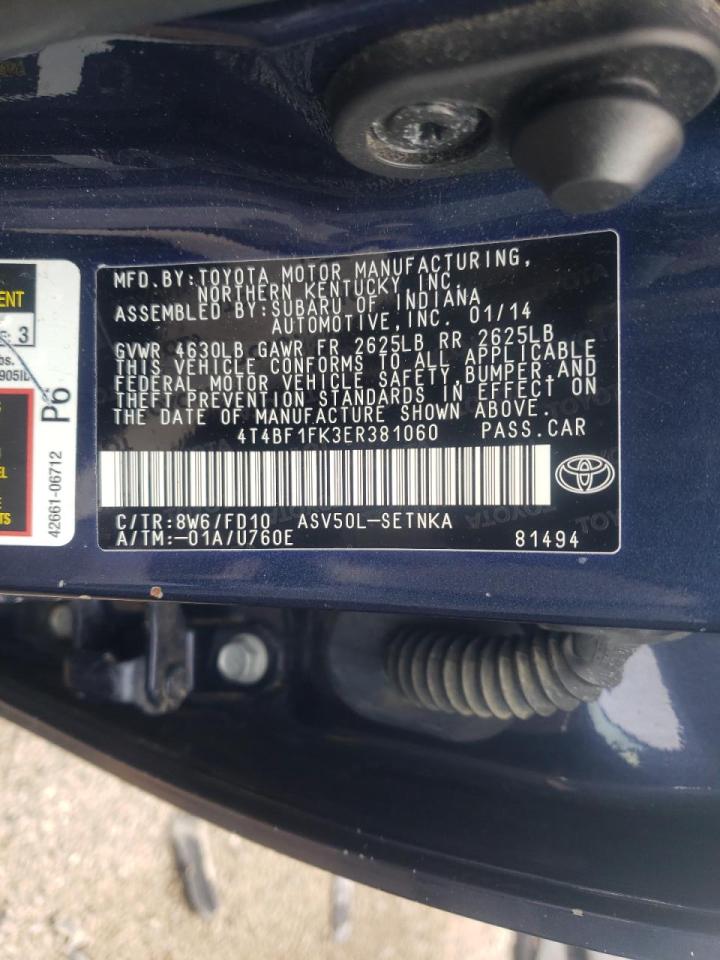 MFD.BY:TOYOTA MOTOR MANUFACTURING,
NORTHERN KENTUCKY INC.
ASSEMBLED BY:SUBARU OF INDIANA
AUTOMOTIVE,INC. 01/14
GVWR 4630LB GAWR FR 2625LB RR 2625LB
THIS VEHICLE CONFORMS TO ALL APPLICABLE
FEDERAL MOTOR VEHICLE SAFETY,BUMPER,AND
THEFT PREVENTION STANDARDS IN EFFECT ON
THE DATE OF MANUFACTURE SHOWN ABOVE.
4T4BF1FK3ER381060 PASS.CAR
C/TR:8W6/FD10 ASV50L-SETNKA
A/TM:-01A/U760E 81494
3
P6
42661-06712